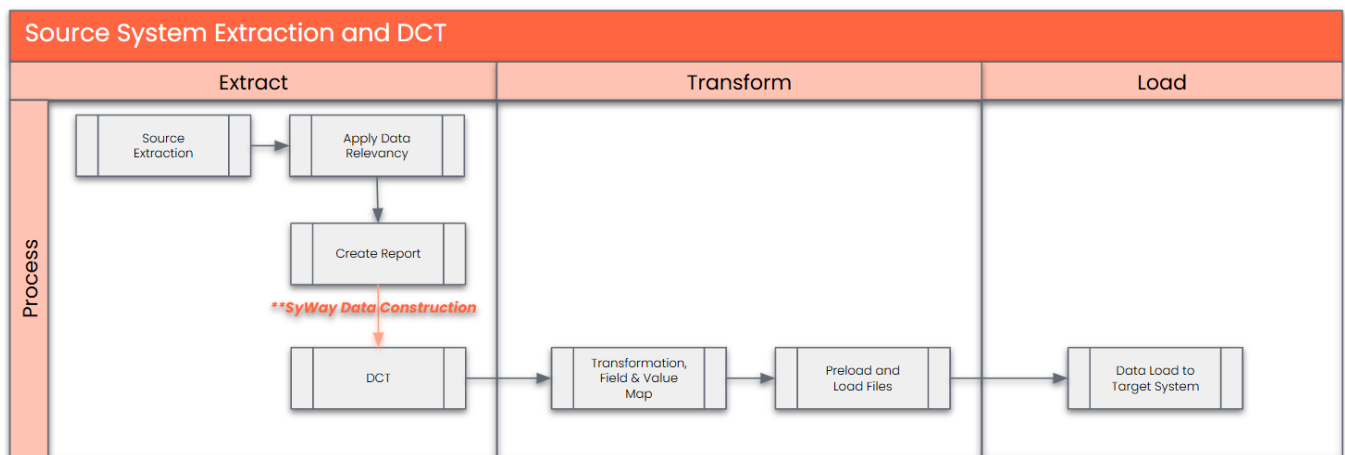 Source System Extraction and DCT
Extract
Transform
Load
Process
Source
Extraction
Apply Data
Relevancy
Create Report
**SyWay Data Construction
DCT
Transformation,
Field & Value
Map
Preload and
Load Files
Data Load to
Target System